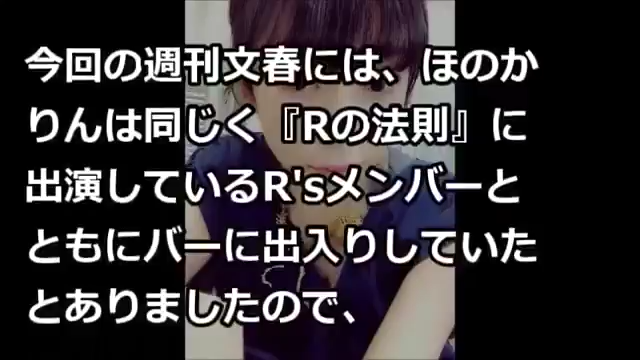 今回の週刊文春には、ほのか
りんは同じく『Rの法則』に
出演しているR'sメンバーと
ともにバーに出入りしていた
とありましたので、